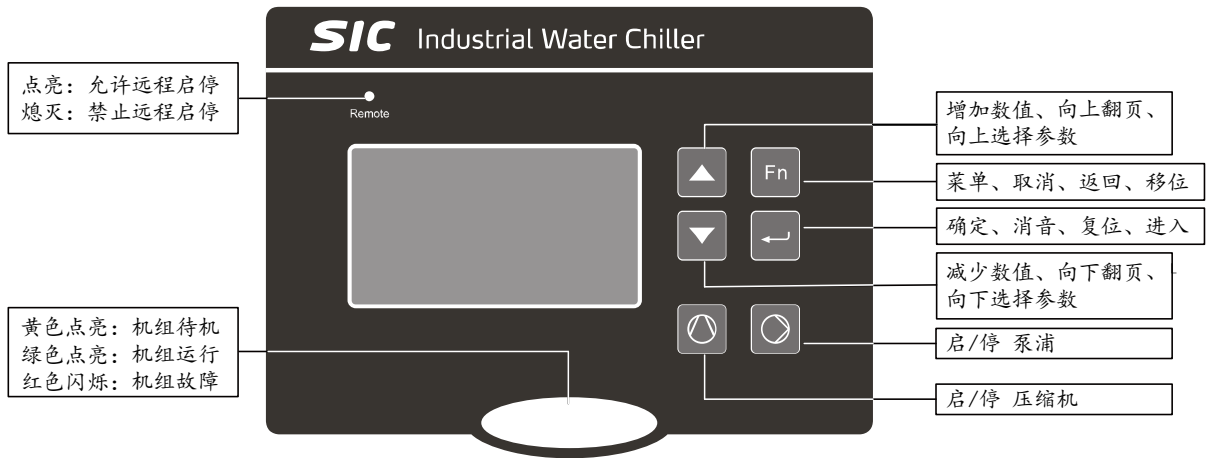 SIC Industrial Water Chiller
点亮：允许远程启停
熄灭：禁止远程启停
Remote
增加数值、向上翻页、
向上选择参数
Fn
菜单、取消、返回、移位
确定、消音、复位、进入
减少数值、向下翻页、
向下选择参数
黄色点亮：机组待机
绿色点亮：机组运行
红色闪烁：机组故障
启/停 泵浦
启/停 压缩机